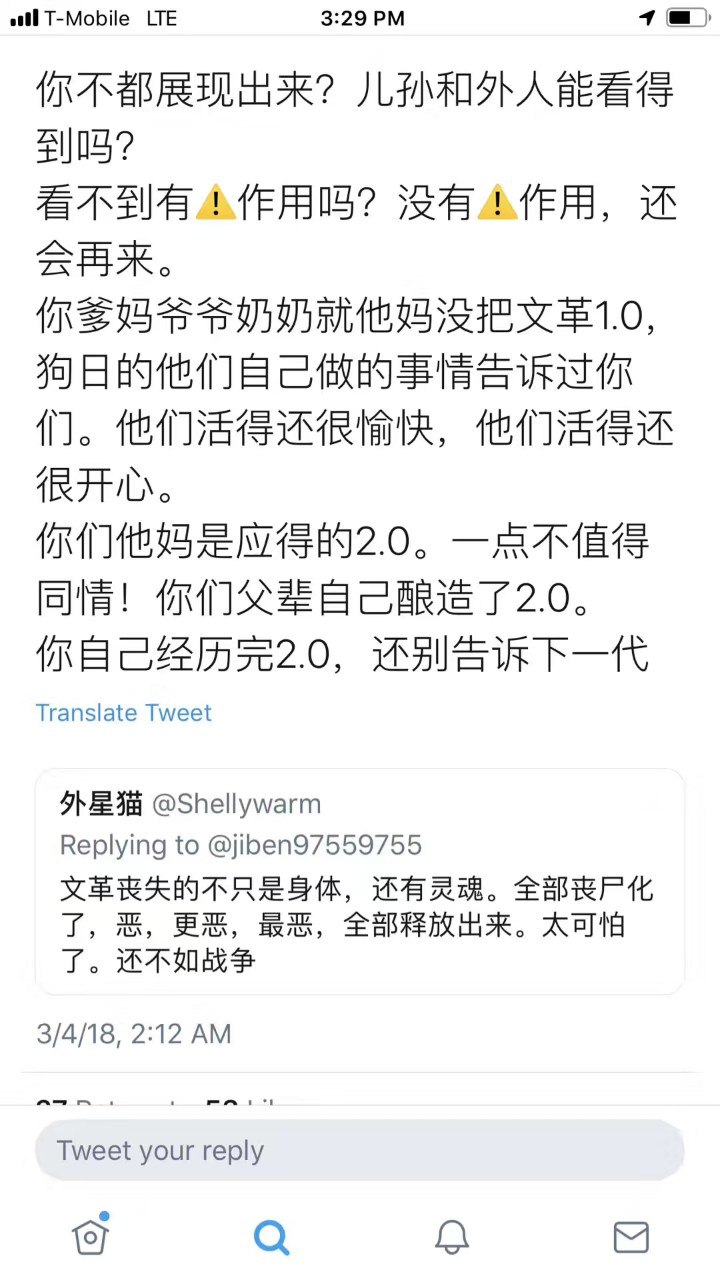 T-Mobile LTE 3:29 PM
你不都展现出来？儿孙和外人能看得
到吗？
看不到有⚠️作用吗？没有⚠️作用，还
会再来。
你爹妈爷爷奶奶就他妈没把文革1.0，
狗日的他们自己做的事情告诉过你
们。他们活得还很愉快，他们活得还
很开心。
你们他妈是应得的2.0。一点不值得
同情！你们父辈自己酿造了2.0。
你自己经历完2.0，还别告诉下一代
Translate Tweet
外星猫 @Shellywarm
Replying to @jiben97559755
文革丧失的不只是身体，还有灵魂。全部丧尸化
了，恶，更恶，最恶，全部释放出来。太可怕
了。还不如战争
3/4/18, 2:12 AM
Tweet your reply